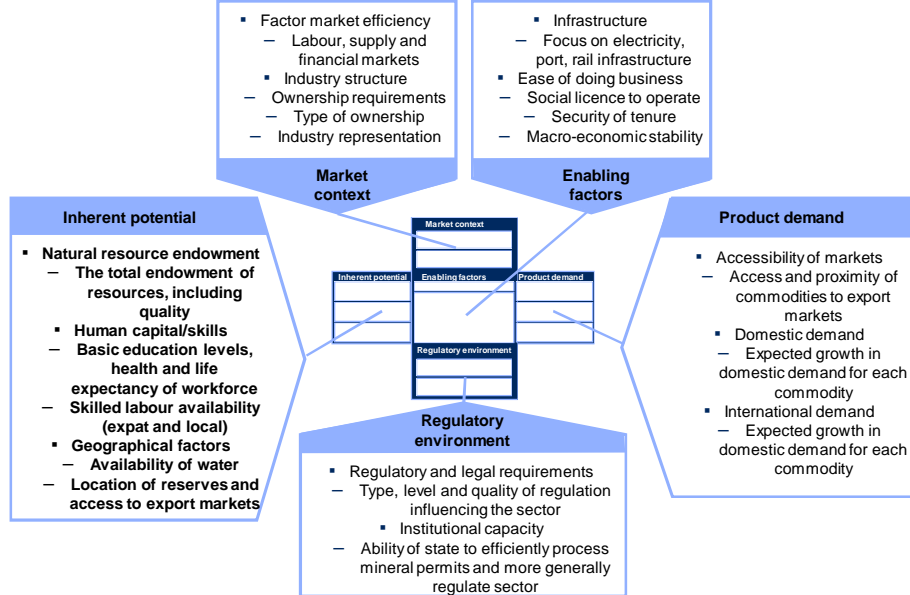 ▪ Factor market efficiency
– Labour, supply and
financial markets
▪ Industry structure
– Ownership requirements
– Type of ownership
– Industry representation
Market
context
▪ Infrastructure
– Focus on electricity,
port, rail infrastructure
▪ Ease of doing business
– Social licence to operate
– Security of tenure
– Macro-economic stability
Enabling
factors
Inherent potential
▪ Natural resource endowment
– The total endowment of
resources, including
quality
▪ Human capital/skills
– Basic education levels,
health and life
expectancy of workforce
– Skilled labour availability
(expat and local)
▪ Geographical factors
– Availability of water
– Location of reserves and
access to export markets
Market context
Inherent potential
Enabling factors
Product demand
Regulatory environment
Product demand
▪ Accessibility of markets
– Access and proximity of
commodities to export
markets
▪ Domestic demand
– Expected growth in
domestic demand for each
commodity
▪ International demand
– Expected growth in
domestic demand for each
commodity
Regulatory
environment
▪ Regulatory and legal requirements
– Type, level and quality of regulation
influencing the sector
▪ Institutional capacity
– Ability of state to efficiently process
mineral permits and more generally
regulate sector